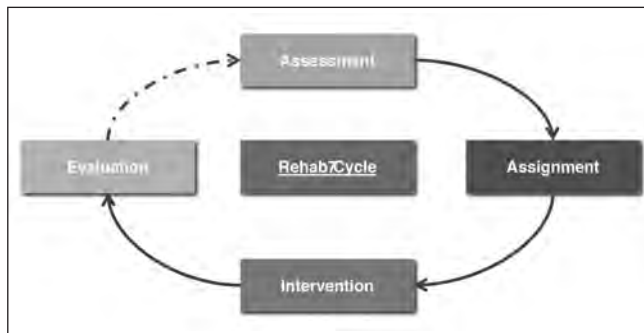 Assessment
Evaluation
Rehab7Cycle
Assignment
Intervention